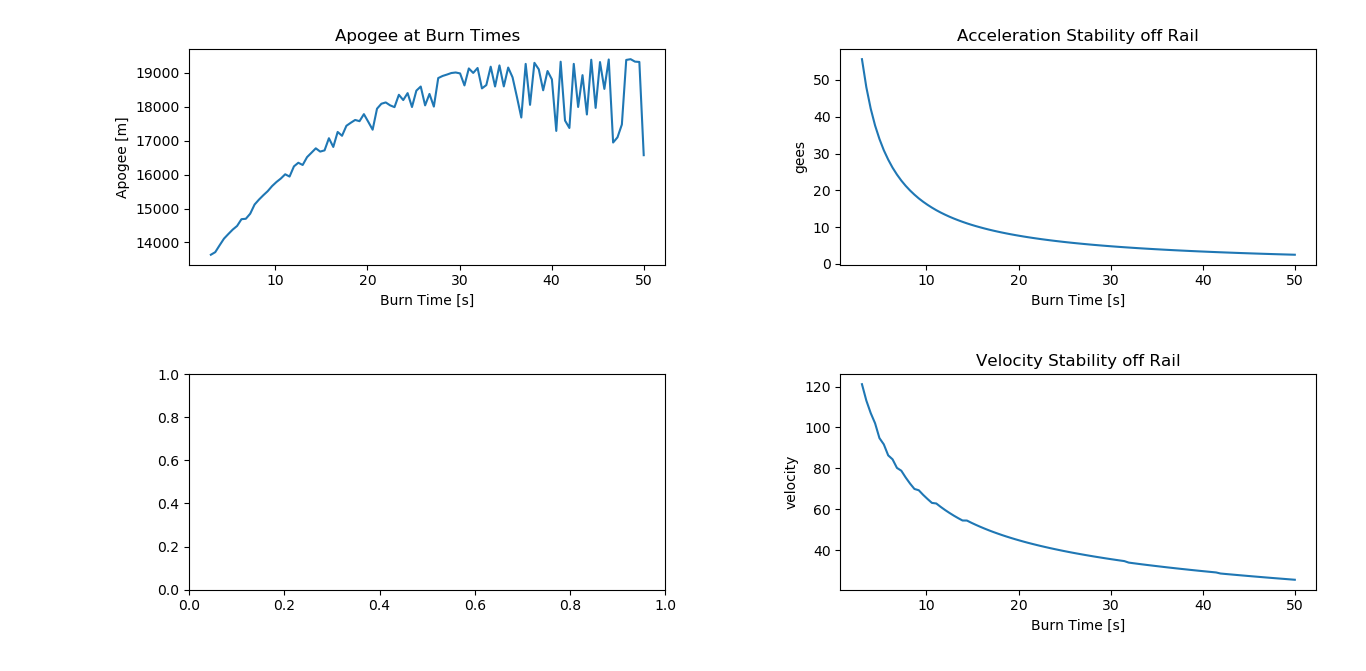 Apogee at Burn Times
Apogee [m]
19000
18000
17000
16000
15000
14000
10 20 30 40 50
Burn Time [s]
Acceleration Stability off Rail
gees
50
40
30
20
10
0
10 20 30 40 50
Burn Time [s]
1.0
0.8
0.6
0.4
0.2
0.0
0.0 0.2 0.4 0.6 0.8 1.0
Velocity Stability off Rail
velocity
120
100
80
60
40
10 20 30 40 50
Burn Time [s]